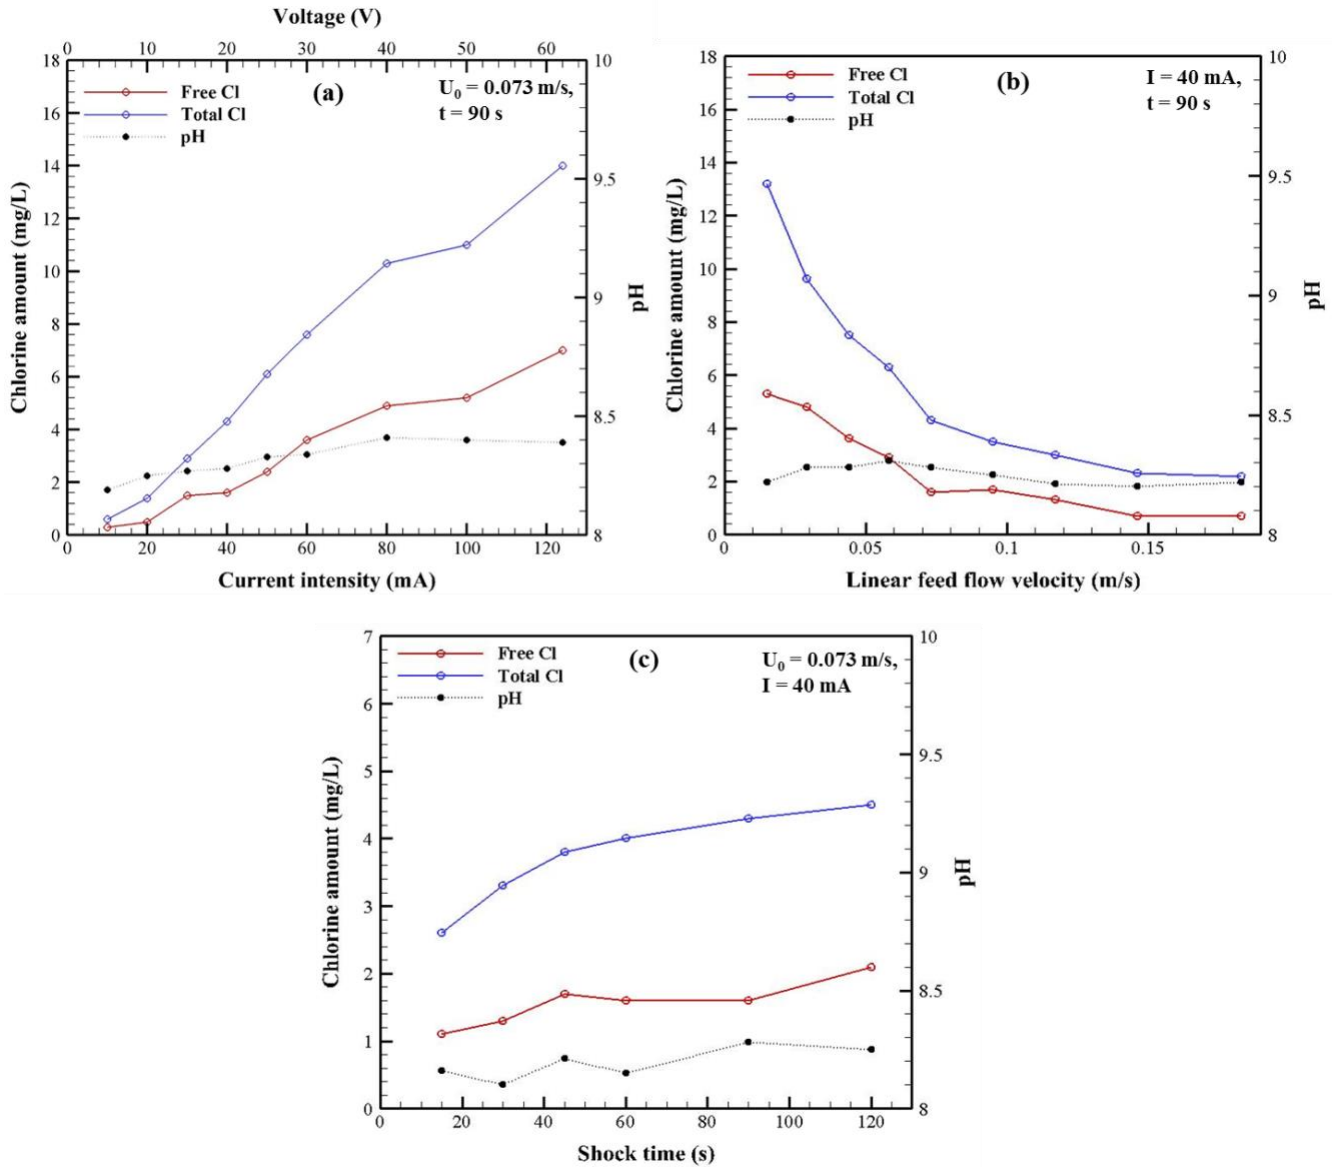 Voltage (V)
0 10 20 30 40 50 60
18 16 14 12 10 8 6 4 2 0
Chlorine amount (mg/L)
Free Cl
Total Cl
pH
(a)
U0 = 0.073 m/s,
t = 90 s
10 9.5 9 8.5 8
pH
0 20 40 60 80 100 120
Current intensity (mA)
18 16 14 12 10 8 6 4 2 0
Chlorine amount (mg/L)
Free Cl
Total Cl
pH
(b)
I = 40 mA,
t = 90 s
10 9.5 9 8.5 8
pH
0 0.05 0.1 0.15
Linear feed flow velocity (m/s)
7 6 5 4 3 2 1 0
Chlorine amount (mg/L)
Free Cl
Total Cl
pH
(c)
U0 = 0.073 m/s,
I = 40 mA
10 9.5 9 8.5 8
pH
0 20 40 60 80 100 120
Shock time (s)